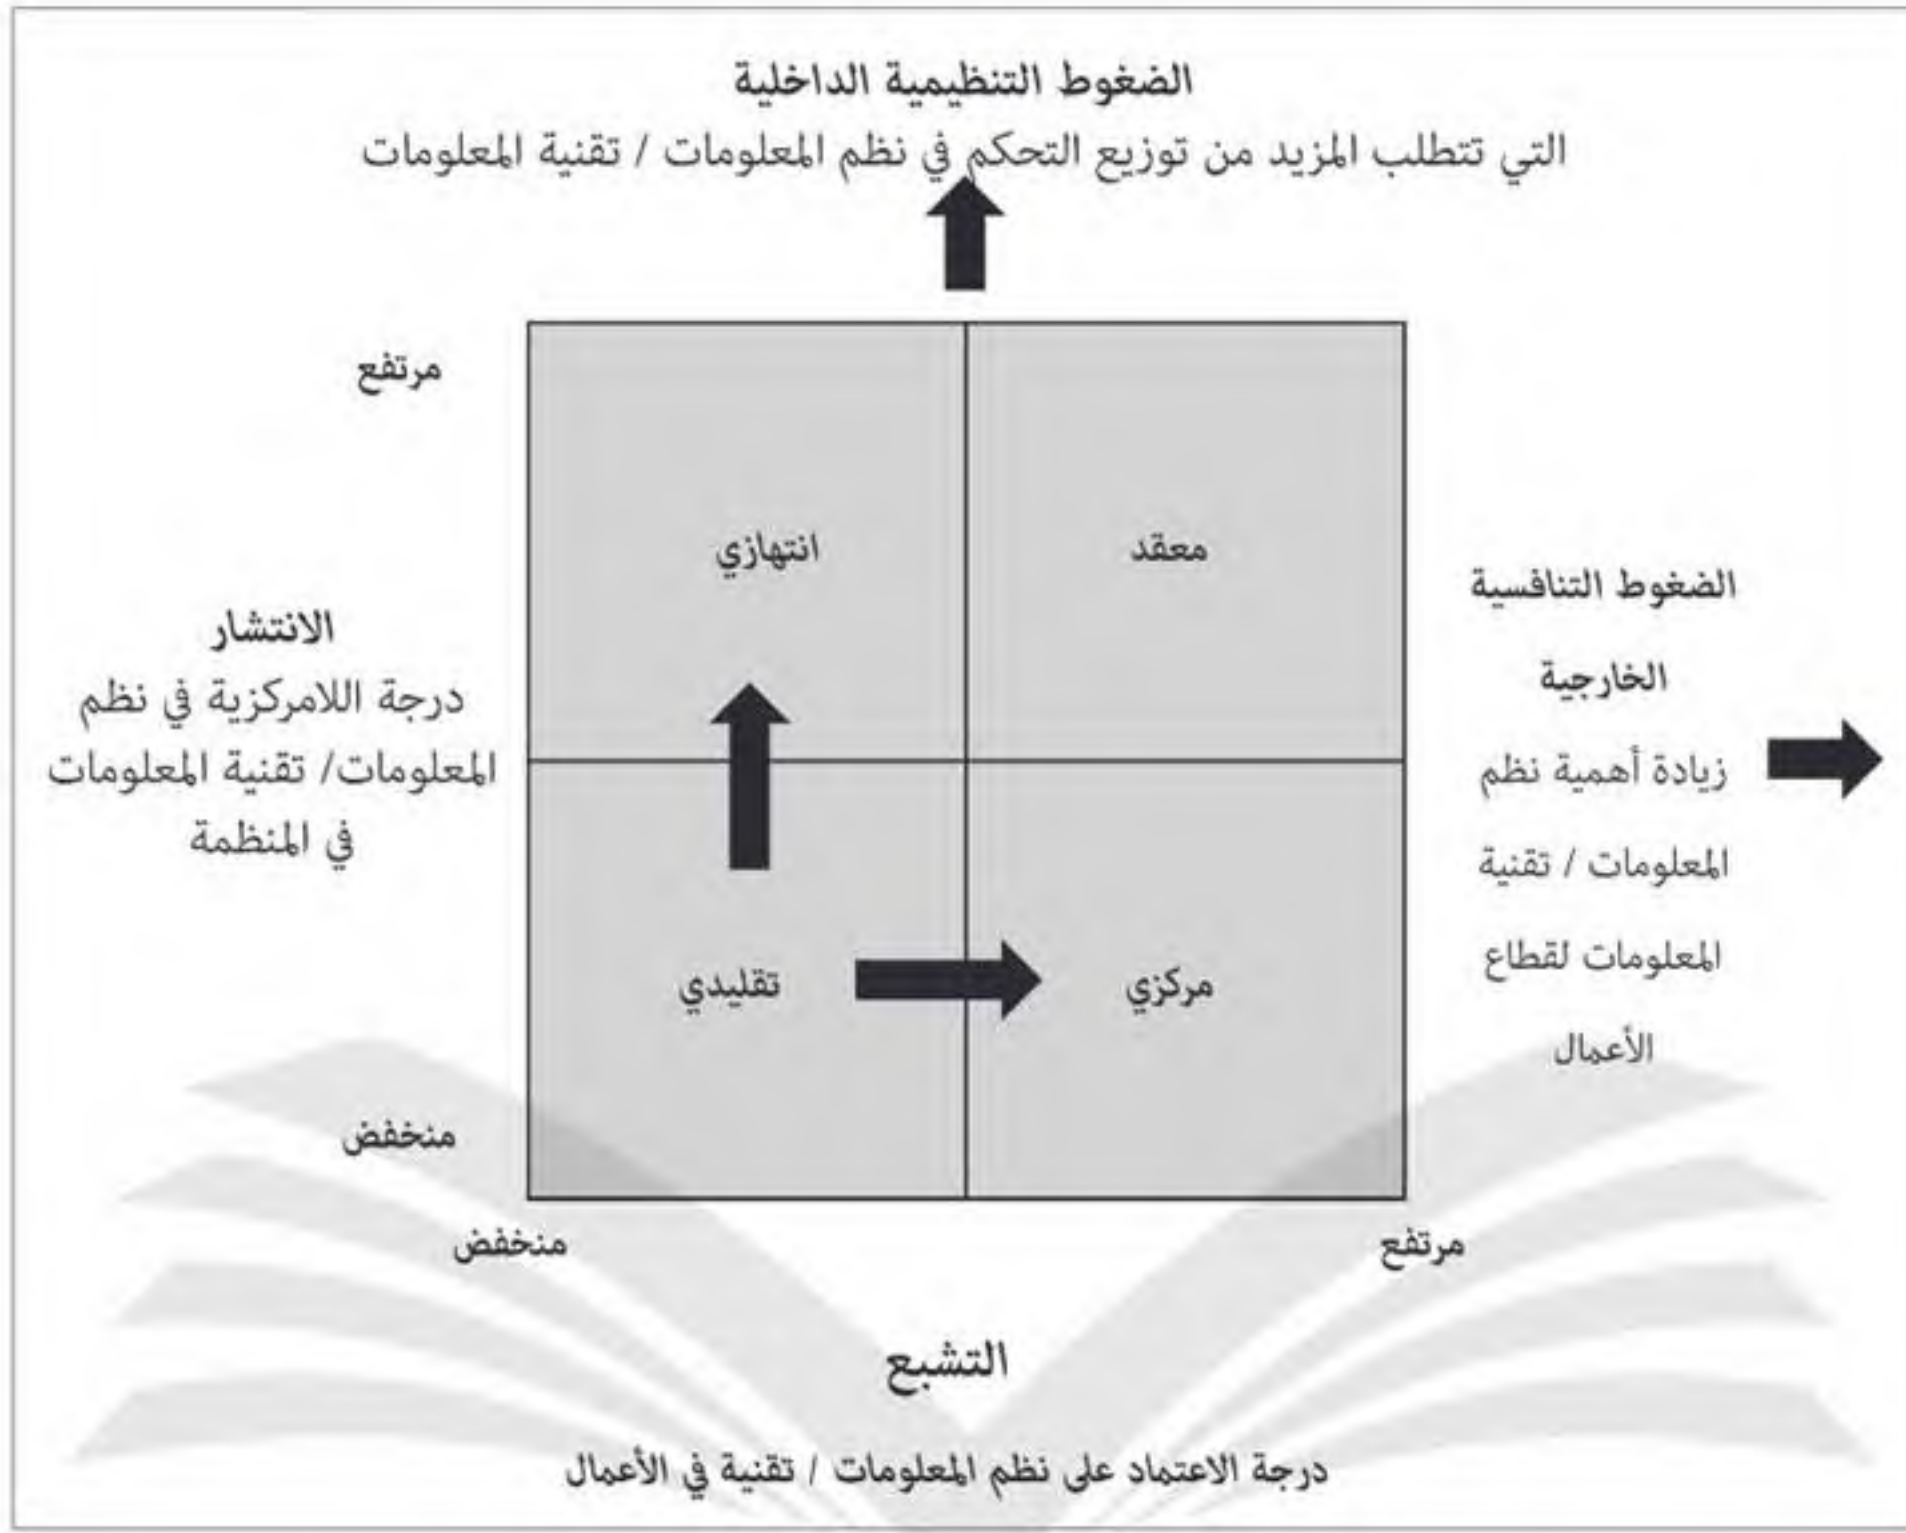 الضغوط التنظيمية الداخلية
التي تتطلب المزيد من توزيع التحكم في نظم المعلومات / تقنية المعلومات
مرتفع
انتهازي
معقد
الضغوط التنافسية
الخارجية
زيادة أهمية نظم
المعلومات / تقنية
المعلومات لقطاع
الأعمال
الانتشار
درجة اللامركزية في نظم
المعلومات/ تقنية المعلومات
في المنظمة
تقليدي
مركزي
منخفض
منخفض
مرتفع
التشبع
درجة الاعتماد على نظم المعلومات / تقنية في الأعمال